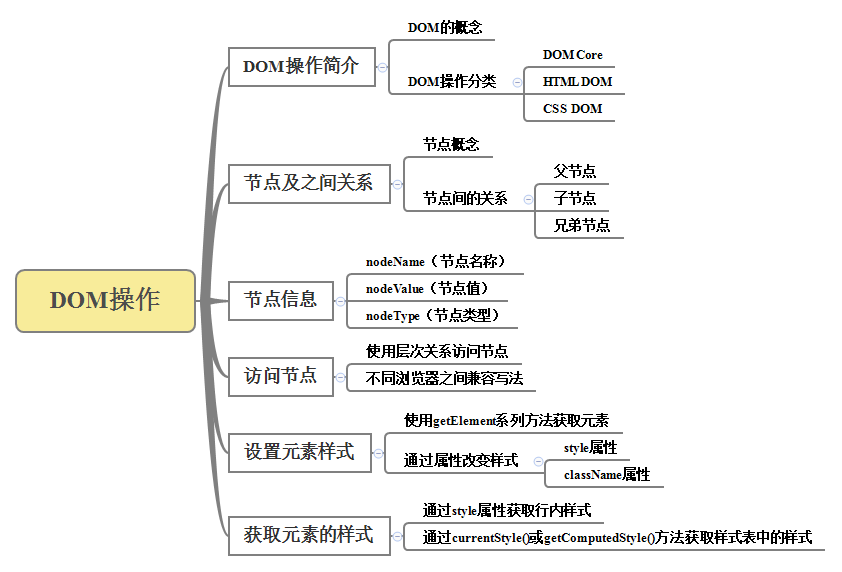 DOM操作
DOM操作简介
DOM的概念
DOM操作分类
DOM Core
HTML DOM
CSS DOM
节点及之间关系
节点概念
节点间的关系
父节点
子节点
兄弟节点
节点信息
nodeName（节点名称）
nodeValue（节点值）
nodeType（节点类型）
访问节点
使用层次关系访问节点
不同浏览器之间兼容写法
设置元素样式
使用getElement系列方法获取元素
通过属性改变样式
style属性
className属性
获取元素的样式
通过style属性获取行内样式
通过currentStyle()或getComputedStyle()方法获取样式表中的样式